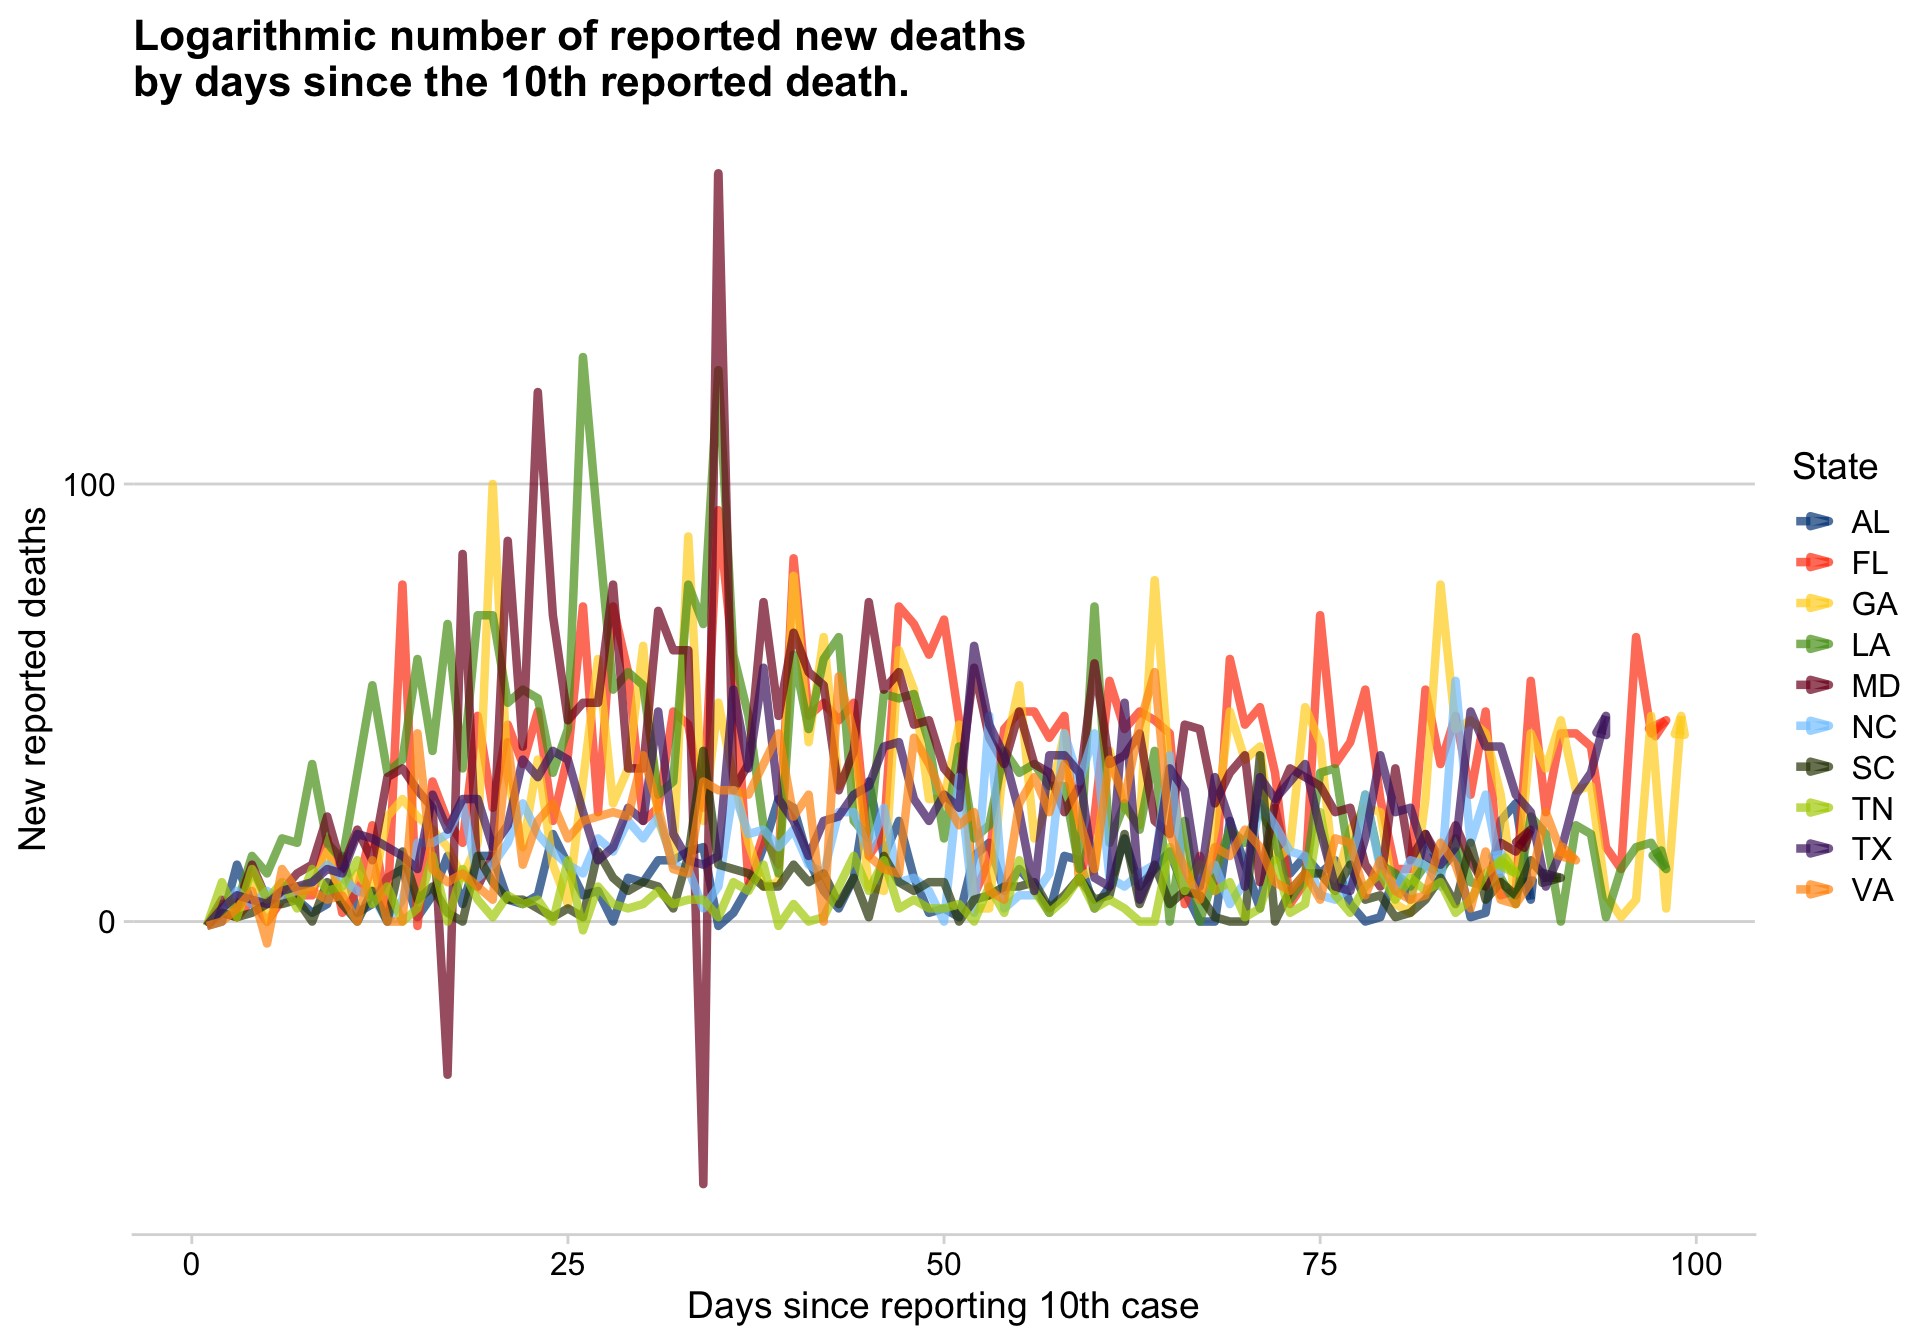 Logarithmic number of reported new deaths
by days since the 10th reported death.
New reported deaths
100
0
0
25
50
75
100
Days since reporting 10th case
State
AL
FL
GA
LA
MD
NC
SC
TN
TX
VA